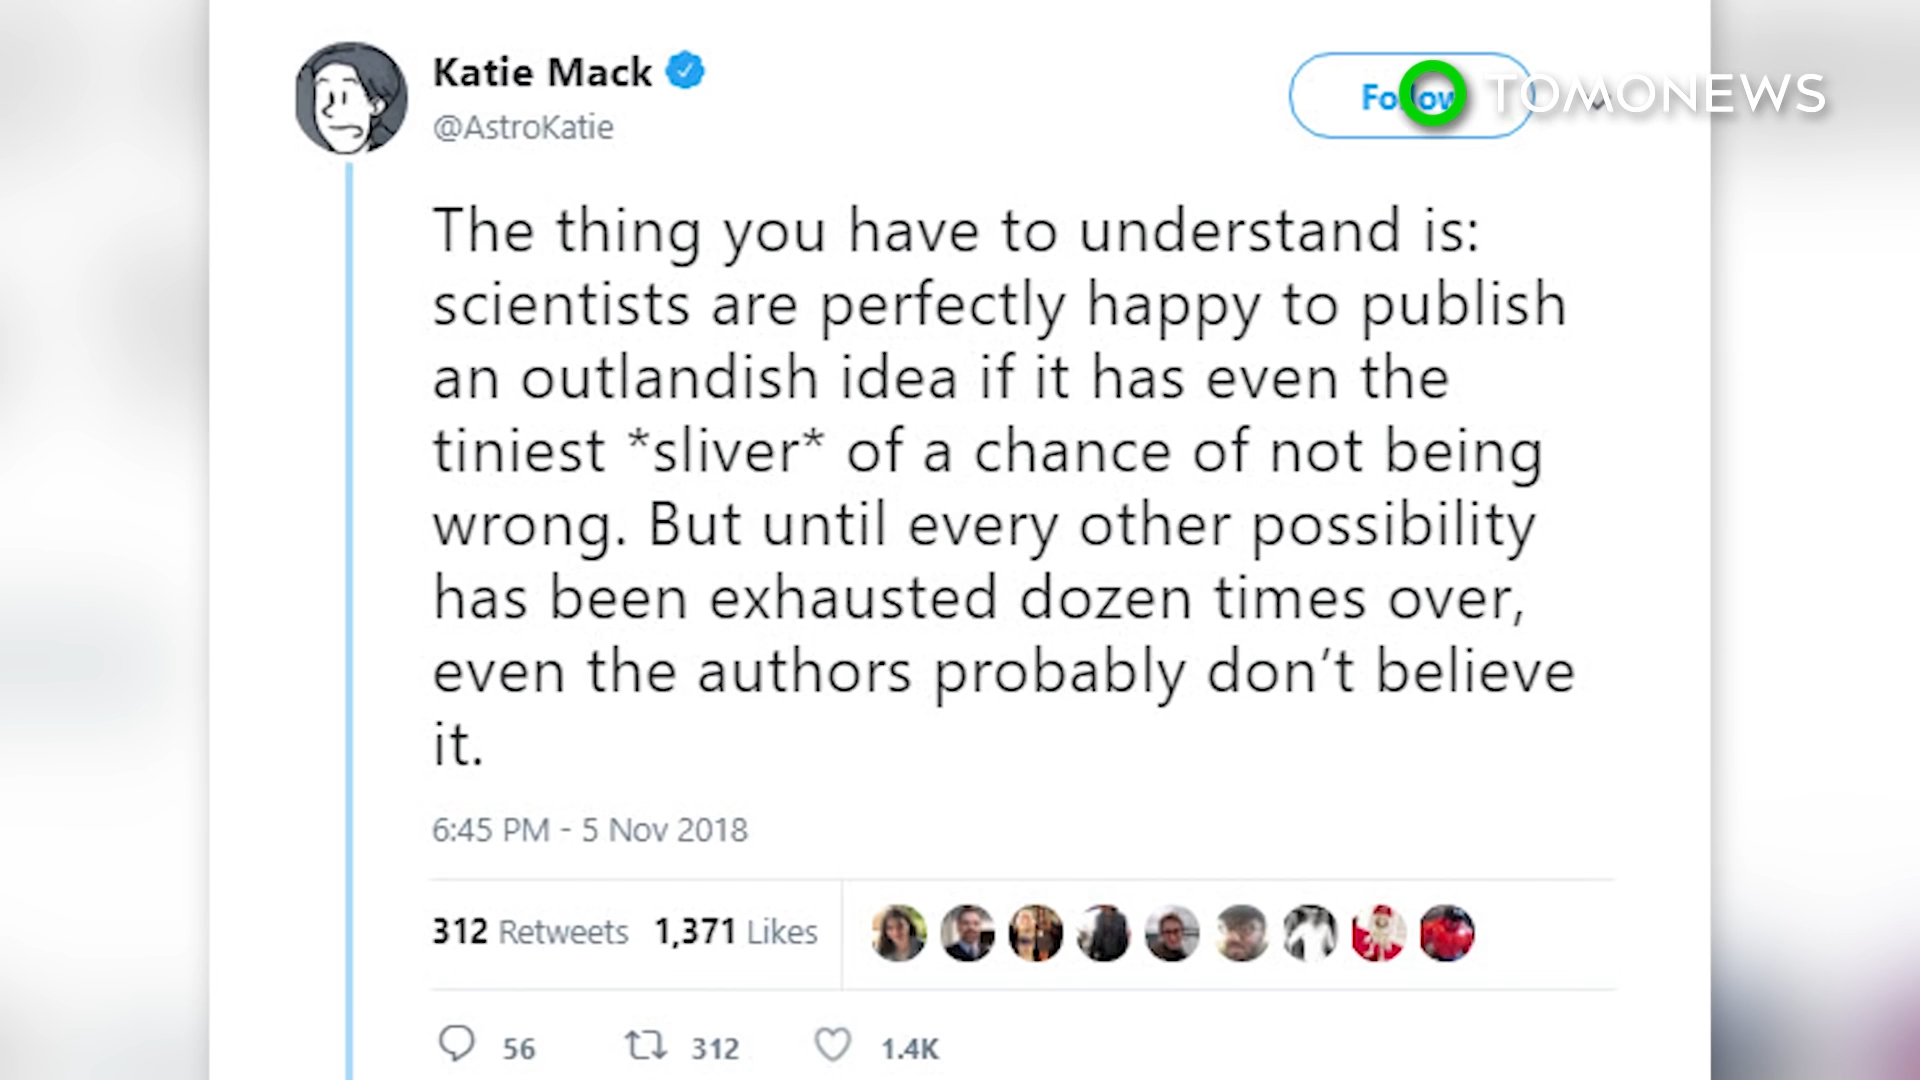 Katie Mack
@AstroKatie
Follow
TOMONEWS
The thing you have to understand is:
scientists are perfectly happy to publish
an outlandish idea if it has even the
tiniest *sliver* of a chance of not being
wrong. But until every other possibility
has been exhausted dozen times over,
even the authors probably don’t believe
it.
6:45 PM - 5 Nov 2018
312 Retweets 1,371 Likes
56 312 1.4K